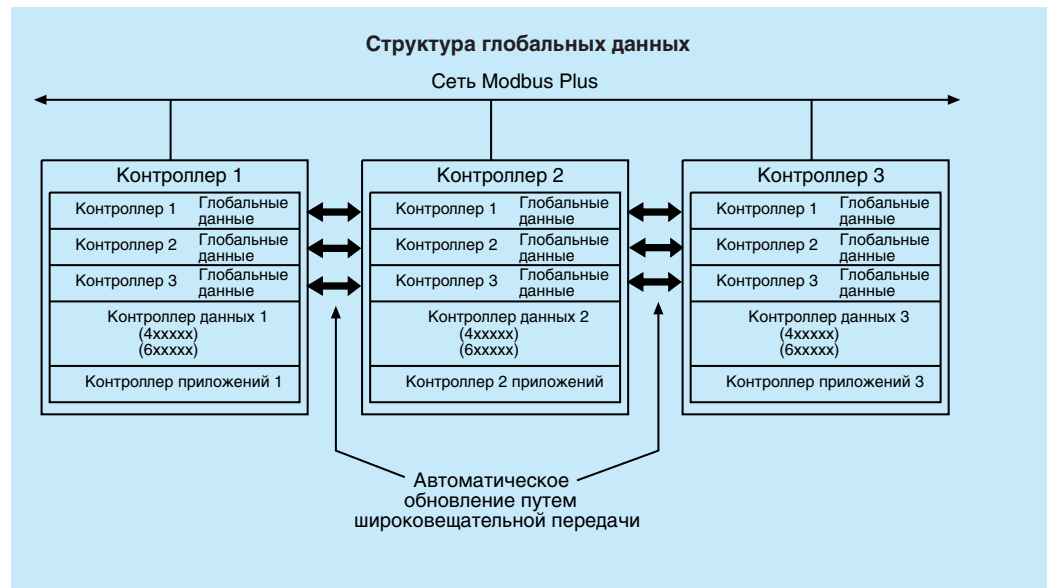 Структура глобальных данных
Сеть Modbus Plus
Контроллер 1
Контроллер 1 Глобальные
данные
Контроллер 2 Глобальные
данные
Контроллер 3 Глобальные
данные
Контроллер данных 1
(4xxxxx)
(6xxxxx)
Контроллер приложений 1
Контроллер 2
Контроллер 1 Глобальные
данные
Контроллер 2 Глобальные
данные
Контроллер 3 Глобальные
данные
Контроллер данных 2
(4xxxxx)
(6xxxxx)
Контроллер 2 приложений
Контроллер 3
Контроллер 1 Глобальные
данные
Контроллер 2 Глобальные
данные
Контроллер 3 Глобальные
данные
Контроллер данных 3
(4xxxxx)
(6xxxxx)
Контроллер приложений 3
Автоматическое
обновление путем
широковещательной передачи